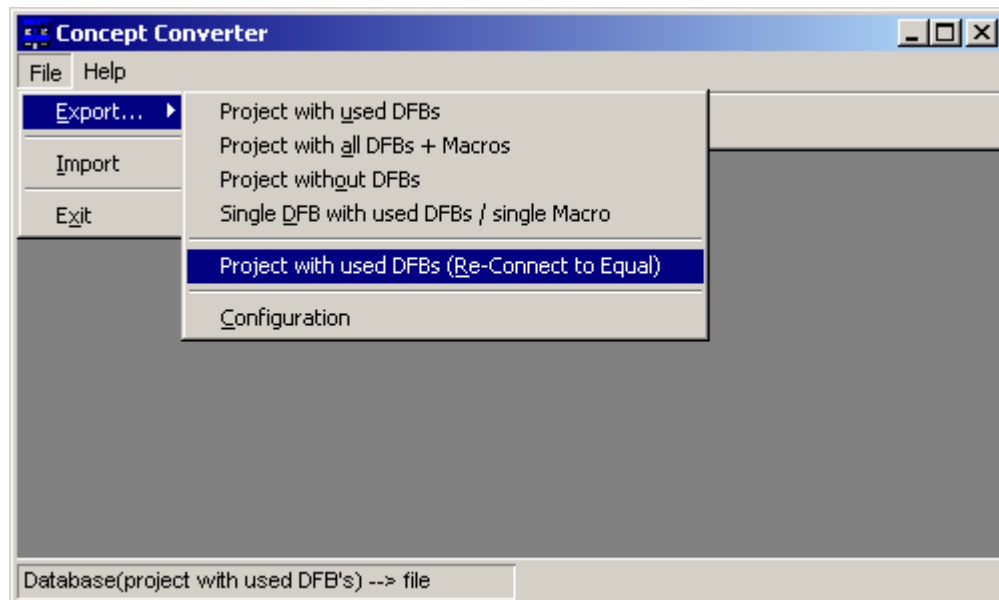 Concept Converter
File Help
Export...
Import
Exit
Project with used DFBs
Project with all DFBs + Macros
Project without DFBs
Single DFB with used DFBs / single Macro
Project with used DFBs (Re-Connect to Equal)
Configuration
Database(project with used DFB's) --> file